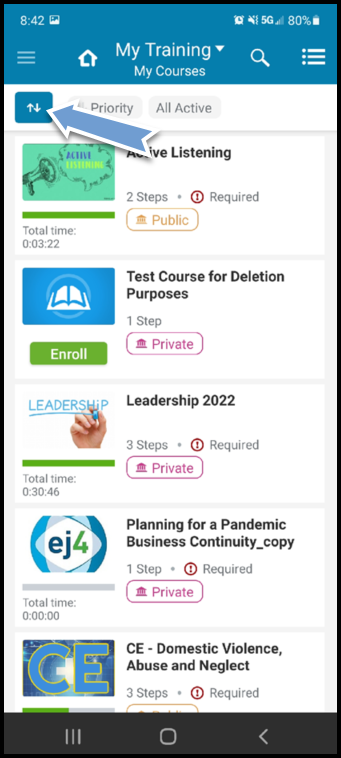 8:42 5G 80%
My Training
My Courses
Priority All Active
ACTIVE
LISTENING
Active Listening
2 Steps • Required
Public
Total time:
0:03:22
Test Course for Deletion
Purposes
1 Step
Private
Enroll
LEADERSHiP
Leadership 2022
3 Steps • Required
Private
Total time:
0:30:46
ej4
Planning for a Pandemic
Business Continuity_copy
1 Step • Required
Private
Total time:
0:00:00
CE
CE - Domestic Violence,
Abuse and Neglect
3 Steps • Required
Public